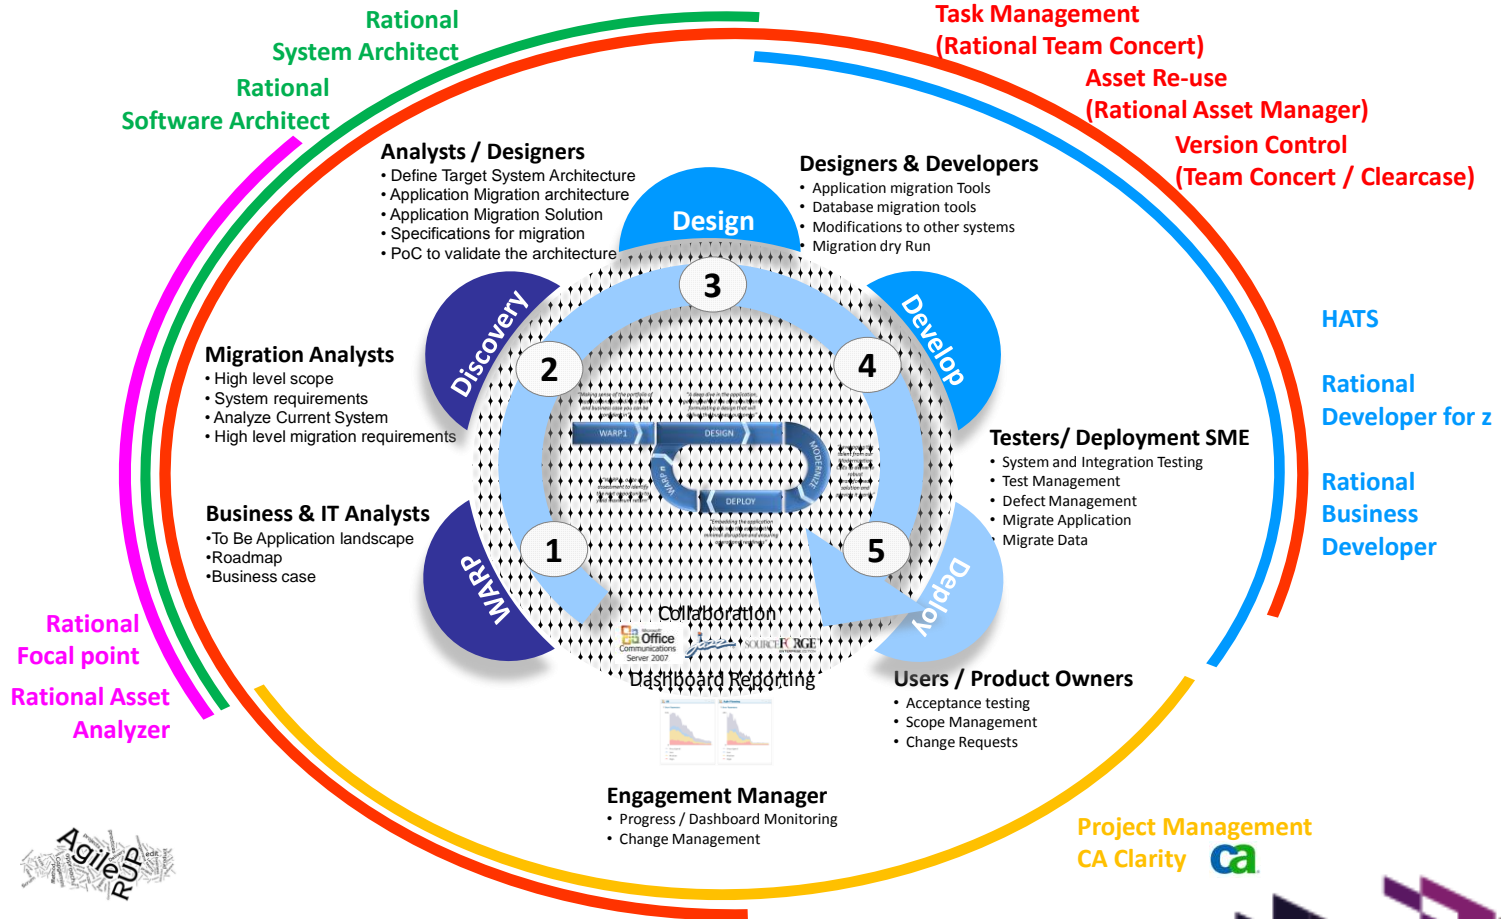 Rational
System Architect
Rational
Software Architect
Task Management
(Rational Team Concert)
Asset Re-use
(Rational Asset Manager)
Version Control
(Team Concert / Clearcase)
Analysts / Designers
• Define Target System Architecture
• Application Migration architecture
• Application Migration Solution
• Specifications for migration
• PoC to validate the architecture
Designers & Developers
• Application migration Tools
• Database migration tools
• Modifications to other systems
• Migration dry Run
Design
3
Discovery
2
Develop
4
Migration Analysts
• High level scope
• System requirements
• Analyze Current System
• High level migration requirements
HATS
Rational
Developer for z
Rational
Business
Developer
WARP1
DESIGN
MODERNIZE
WARP
DEPLOY
Testers/ Deployment SME
• System and Integration Testing
• Test Management
• Defect Management
• Migrate Application
• Migrate Data
Business & IT Analysts
•To Be Application landscape
•Roadmap
•Business case
1
WARP
5
Deploy
Collaboration
Microsoft
Office
Communications
Server 2007
SOURCEFORGE
Dashboard Reporting
Rational
Focal point
Rational Asset
Analyzer
Users / Product Owners
• Acceptance testing
• Scope Management
• Change Requests
Engagement Manager
• Progress / Dashboard Monitoring
• Change Management
Project Management
CA Clarity
ca
Agile
RUP